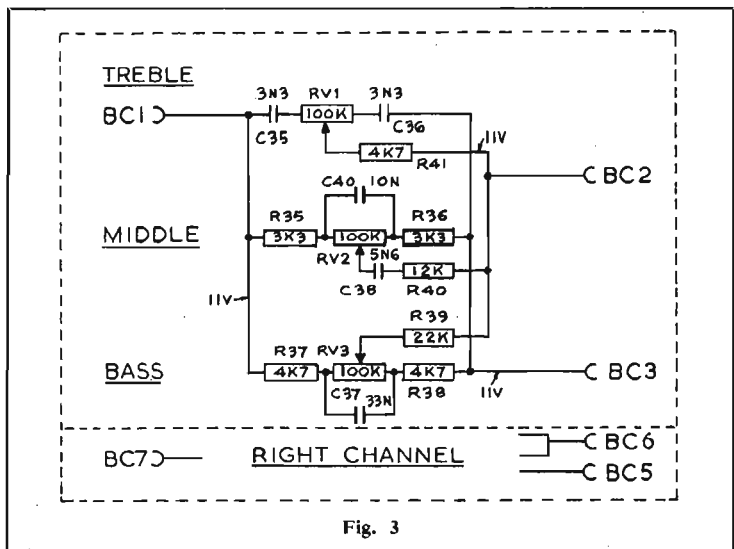 TREBLE
3N3 RV1 3N3
BC1 100K
C35 C36 11V
4K7
R41
C40 10N BC2
R35 R36
MIDDLE 3K3 100K 3K3
RV2 5N6
12K
C38 R40
11V
R39
22K
R37 RV3
BASS 4K7 100K 4K7 BC3
C37 33N R38 11V
BC7 RIGHT CHANNEL BC6
BC5
Fig. 3